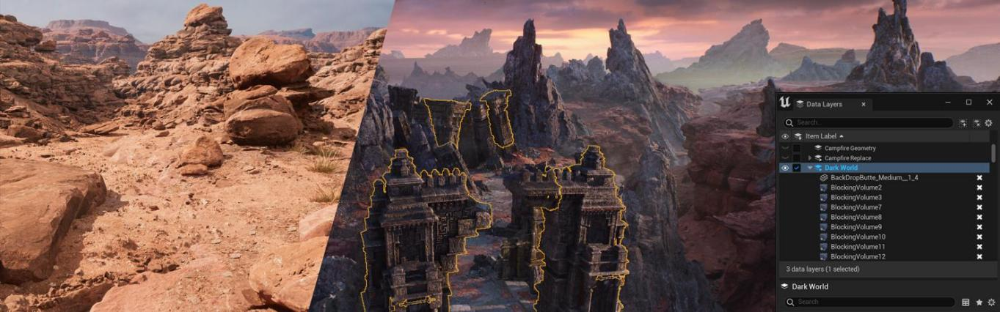 Data Layers
Search...
Item Label
Campfire Geometry
Campfire Replace
Dark World
BackDropButte_Medium__1_4
BlockingVolume2
BlockingVolume3
BlockingVolume7
BlockingVolume8
BlockingVolume9
BlockingVolume10
BlockingVolume11
BlockingVolume12
3 data layers (1 selected)
Dark World
Search